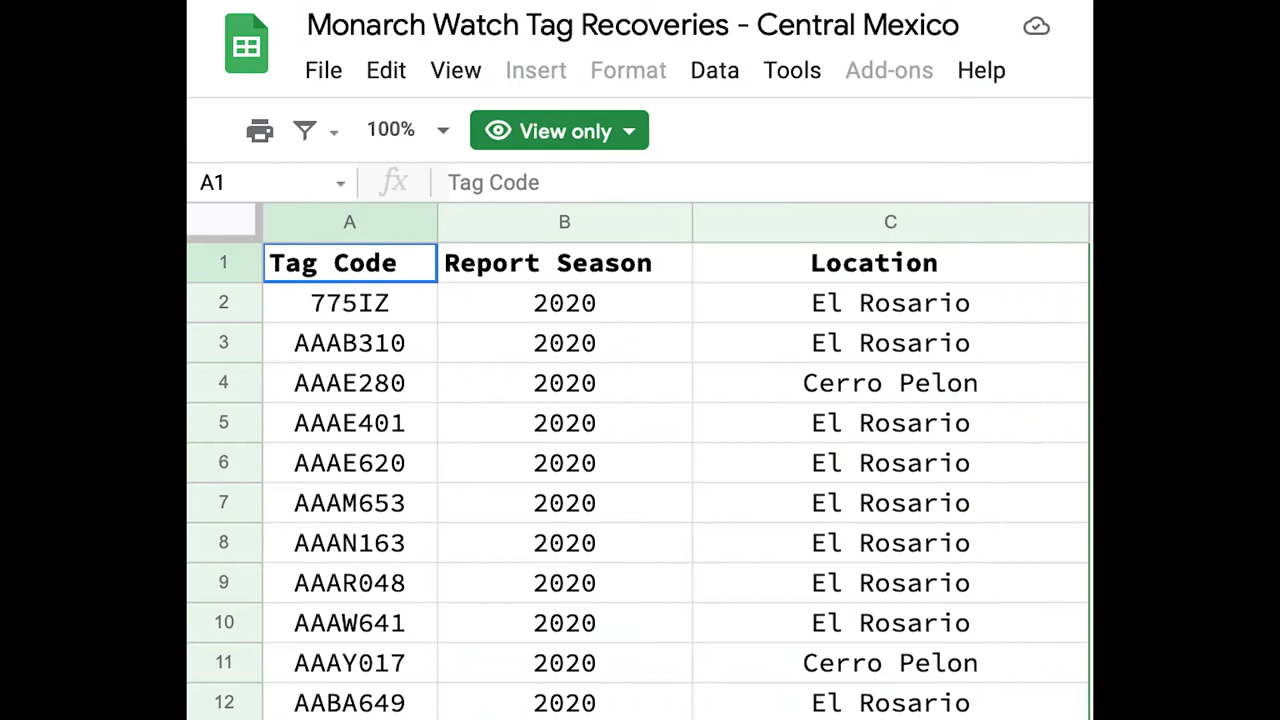 Monarch Watch Tag Recoveries - Central Mexico
File Edit View Insert Format Data Tools Add-ons Help
100% View only
A1 fx Tag Code
A B C
1 Tag Code Report Season Location
2 775IZ 2020 El Rosario
3 AAAB310 2020 El Rosario
4 AAAE280 2020 Cerro Pelon
5 AAAE401 2020 El Rosario
6 AAAE620 2020 El Rosario
7 AAAM653 2020 El Rosario
8 AAAN163 2020 El Rosario
9 AAAR048 2020 El Rosario
10 AAAW641 2020 El Rosario
11 AAAY017 2020 Cerro Pelon
12 AABA649 2020 El Rosario